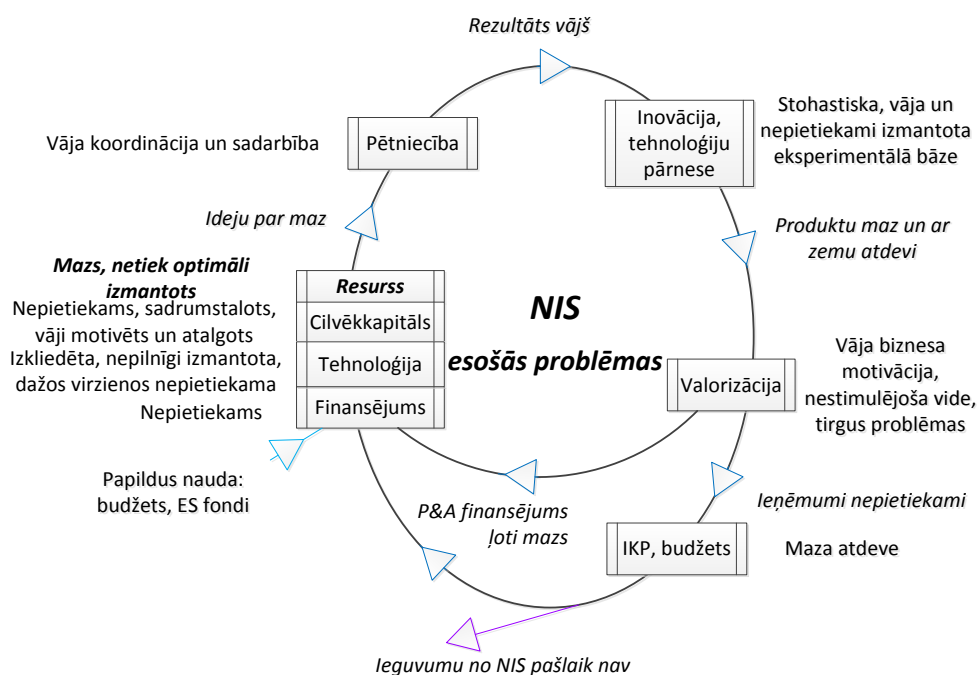 Rezultāts vājš
Vāja koordinācija un sadarbība
Pētniecība
Inovācija,
tehnoloģiju
pārnese
Stohastiska, vāja un
nepietiekami izmantota
eksperimentālā bāze
Ideju par maz
Produktu maz un ar
zemu atdevi
Mazs, netiek optimāli
izmantots
Nepietiekams, sadrumstalots,
vāji motivēts un atalgots
Izkliedēta, nepilnīgi izmantota,
dažos virzienos nepietiekama
Nepietiekams
Resurss
Cilvēkkapitāls
Tehnoloģija
Finansējums
NIS
esošās problēmas
Valorizācija
Vāja biznesa
motivācija,
nestimulējoša vide,
tirgus problēmas
Papildus nauda:
budžets, ES fondi
P&A finansējums
ļoti mazs
Ieņēmumi nepietiekami
IKP, budžets
Maza atdeve
Ieguvumu no NIS pašlaik nav